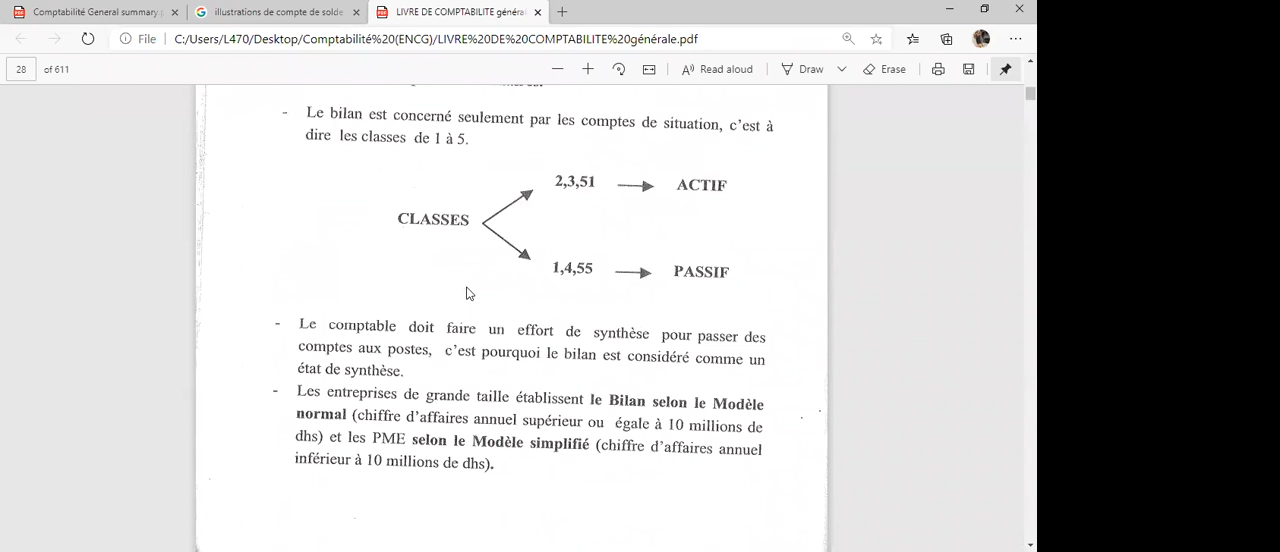 Comptabilité General summary.p
illustrations de compte de solde
LIVRE DE COMPTABILITE général
File C:/Users/L470/Desktop/Comptabilité%20(ENCG)/LIVRE%20DE%20COMPTABILITE%20générale.pdf
28 of 611 Read aloud Draw Erase
- Le bilan est concerné seulement par les comptes de situation, c'est à
dire les classes de 1 à 5.
2,3,51 ACTIF
CLASSES
1,4,55 PASSIF
- Le comptable doit faire un effort de synthèse pour passer des
comptes aux postes, c'est pourquoi le bilan est considéré comme un
état de synthèse.
- Les entreprises de grande taille établissent le Bilan selon le Modèle
normal (chiffre d'affaires annuel supérieur ou égale à 10 millions de
dhs) et les PME selon le Modèle simplifié (chiffre d'affaires annuel
inférieur à 10 millions de dhs).